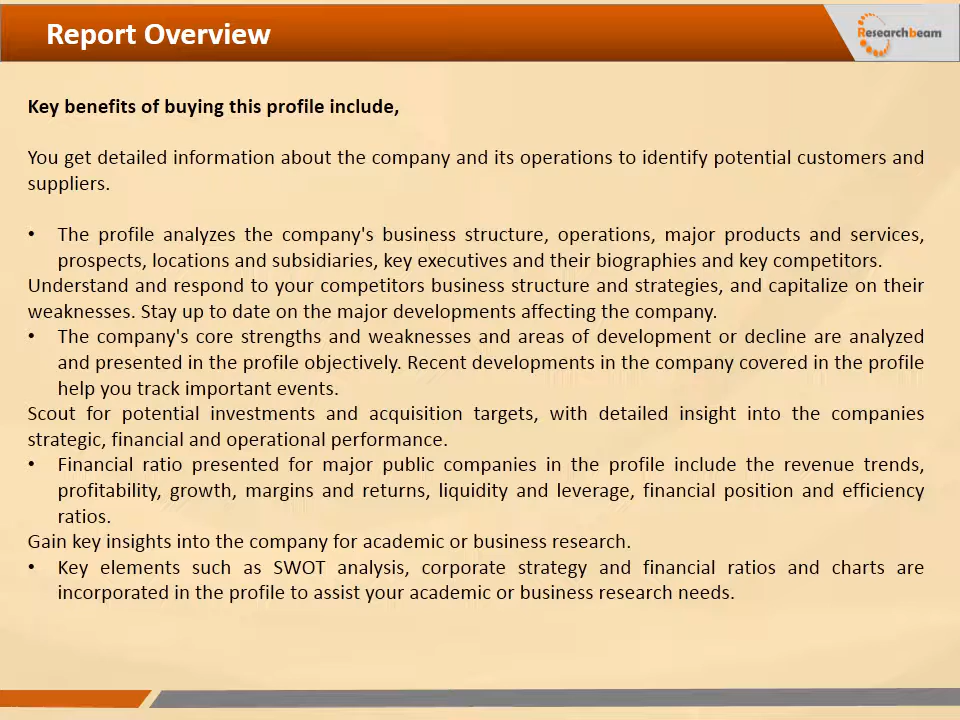 Report Overview
Researchbeam
Key benefits of buying this profile include,
You get detailed information about the company and its operations to identify potential customers and
suppliers.
• The profile analyzes the company's business structure, operations, major products and services,
prospects, locations and subsidiaries, key executives and their biographies and key competitors.
Understand and respond to your competitors business structure and strategies, and capitalize on their
weaknesses. Stay up to date on the major developments affecting the company.
• The company's core strengths and weaknesses and areas of development or decline are analyzed
and presented in the profile objectively. Recent developments in the company covered in the profile
help you track important events.
Scout for potential investments and acquisition targets, with detailed insight into the companies
strategic, financial and operational performance.
• Financial ratio presented for major public companies in the profile include the revenue trends,
profitability, growth, margins and returns, liquidity and leverage, financial position and efficiency
ratios.
Gain key insights into the company for academic or business research.
• Key elements such as SWOT analysis, corporate strategy and financial ratios and charts are
incorporated in the profile to assist your academic or business research needs.